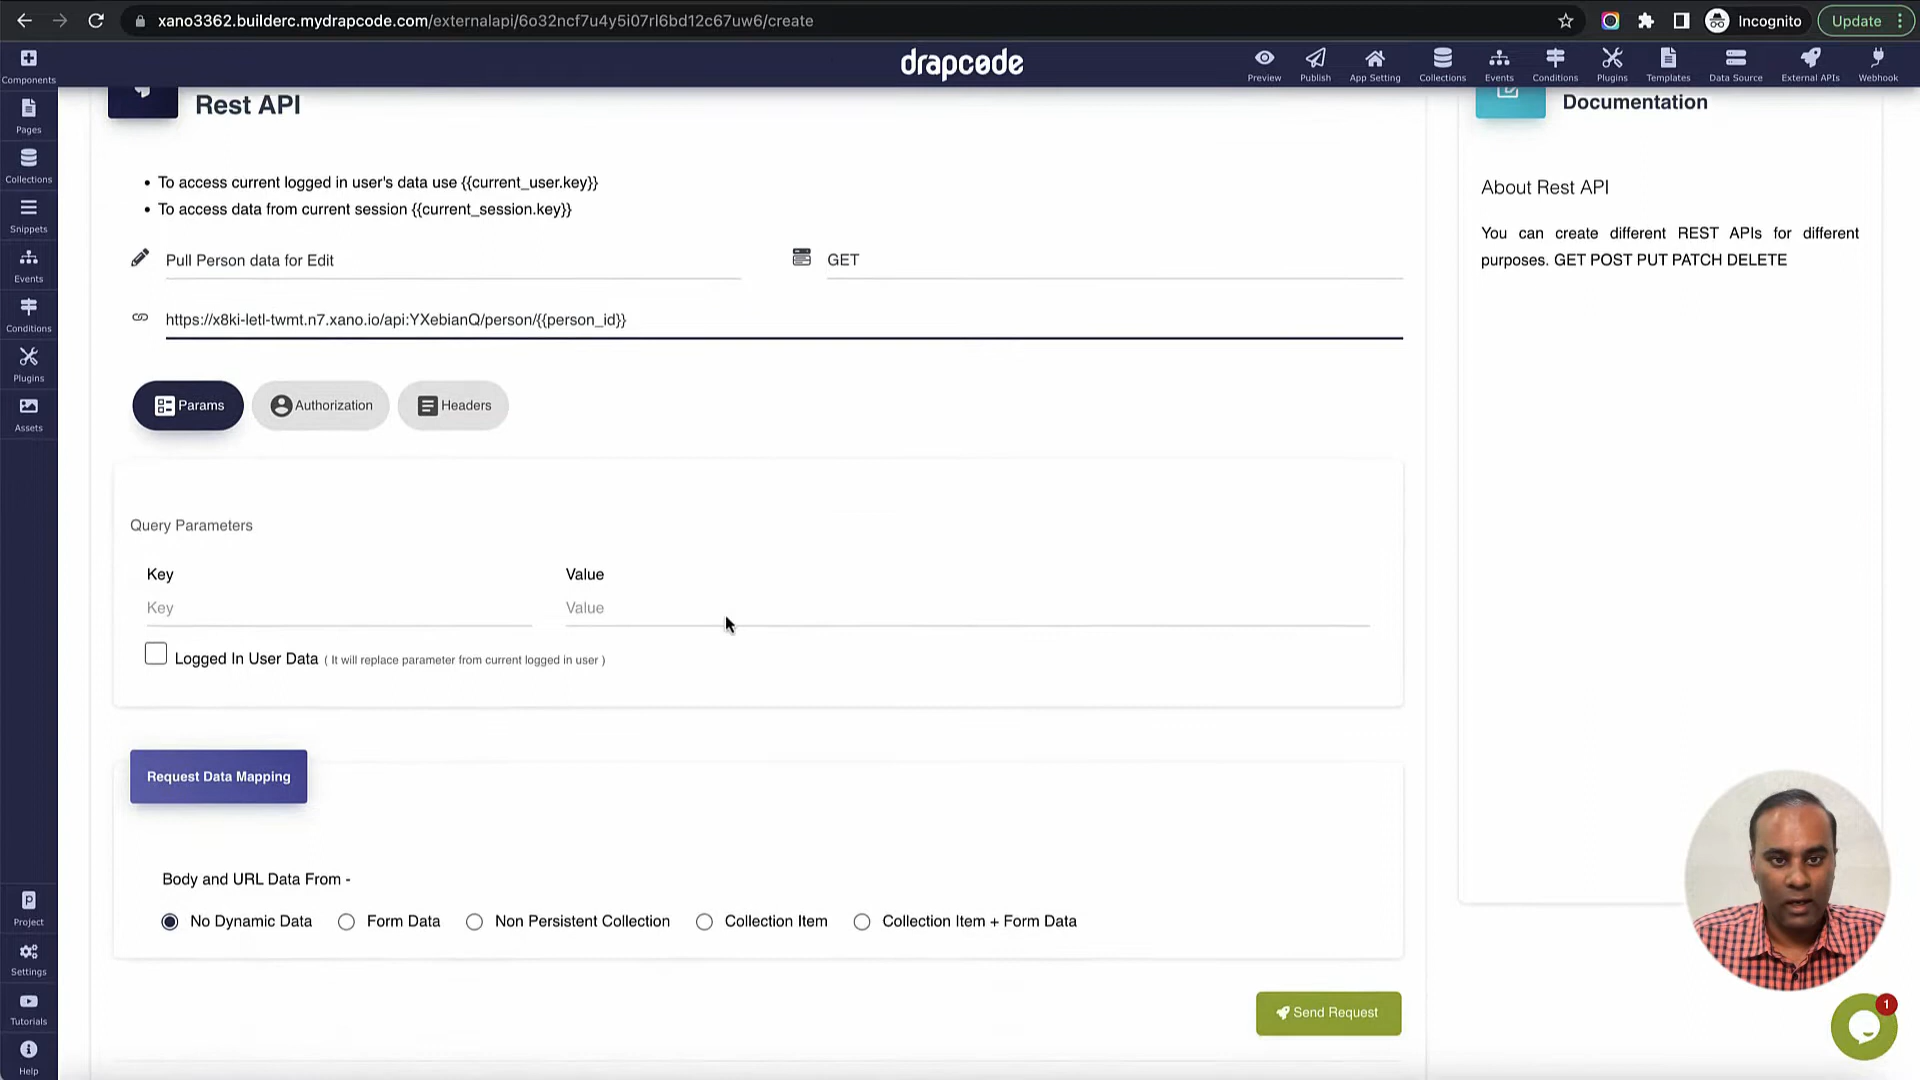 xano3362.builderc.mydrapcode.com/externalapi/6o32ncf7u4y5i07rl6bd12c67uw6/create
Incognito
Update
Components
drapcode
Preview
Publish
App Setting
Collections
Events
Conditions
Plugins
Templates
Data Source
External APIs
Webhook
Pages
Collections
Snippets
Events
Conditions
Plugins
Assets
Project
Settings
Tutorials
Help
Rest API
To access current logged in user's data use {{current_user.key}}
To access data from current session {{current_session.key}}
Pull Person data for Edit
GET
https://x8ki-letl-twmt.n7.xano.io/api:YXebianQ/person/{{person_id}}
Params
Authorization
Headers
Query Parameters
Key
Value
Key
Value
Logged In User Data ( It will replace parameter from current logged in user )
Request Data Mapping
Body and URL Data From -
No Dynamic Data
Form Data
Non Persistent Collection
Collection Item
Collection Item + Form Data
Send Request
Documentation
About Rest API
You can create different REST APIs for different
purposes. GET POST PUT PATCH DELETE
1